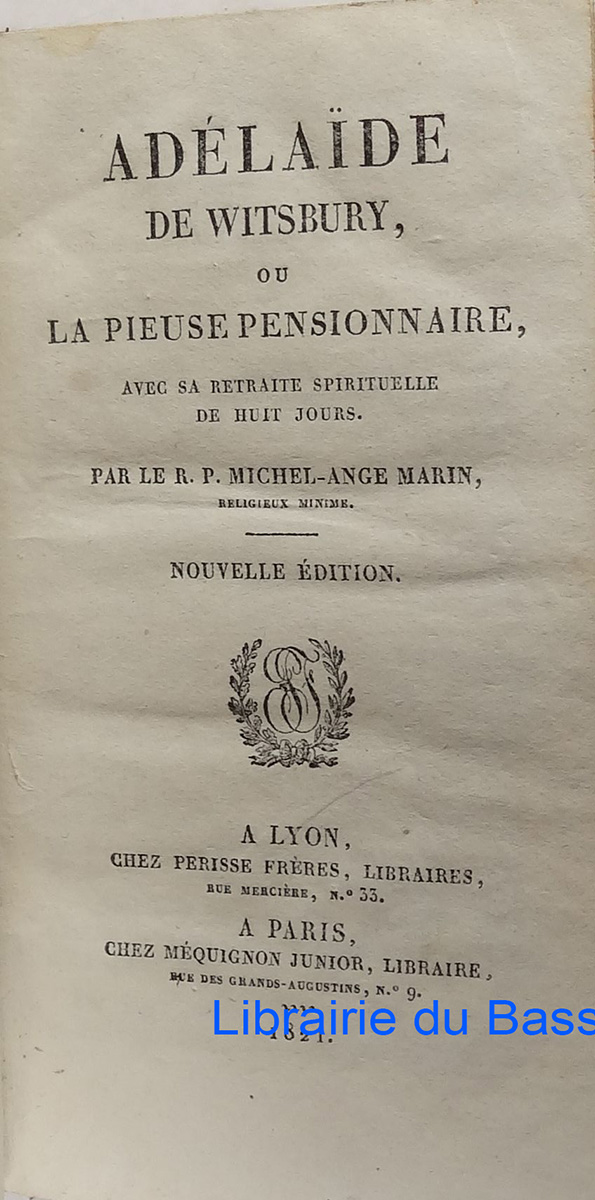 ADÉLAÏDE
DE WITSBURY,
OU
LA PIEUSE PENSIONNAIRE,
AVEC SA RETRAITE SPIRITUELLE
DE HUIT JOURS.
PAR LE R. P. MICHEL-ANGE MARIN,
RELIGIEUX MINIME.
NOUVELLE ÉDITION.
A LYON,
CHEZ PERISSE FRÈRES, LIBRAIRES,
RUE MERCIÈRE, N.º 33.
A PARIS,
CHEZ MÉQUIGNON JUNIOR, LIBRAIRE,
RUE DES GRANDS-AUGUSTINS, N.º 9.
Librairie du Bass
1821.